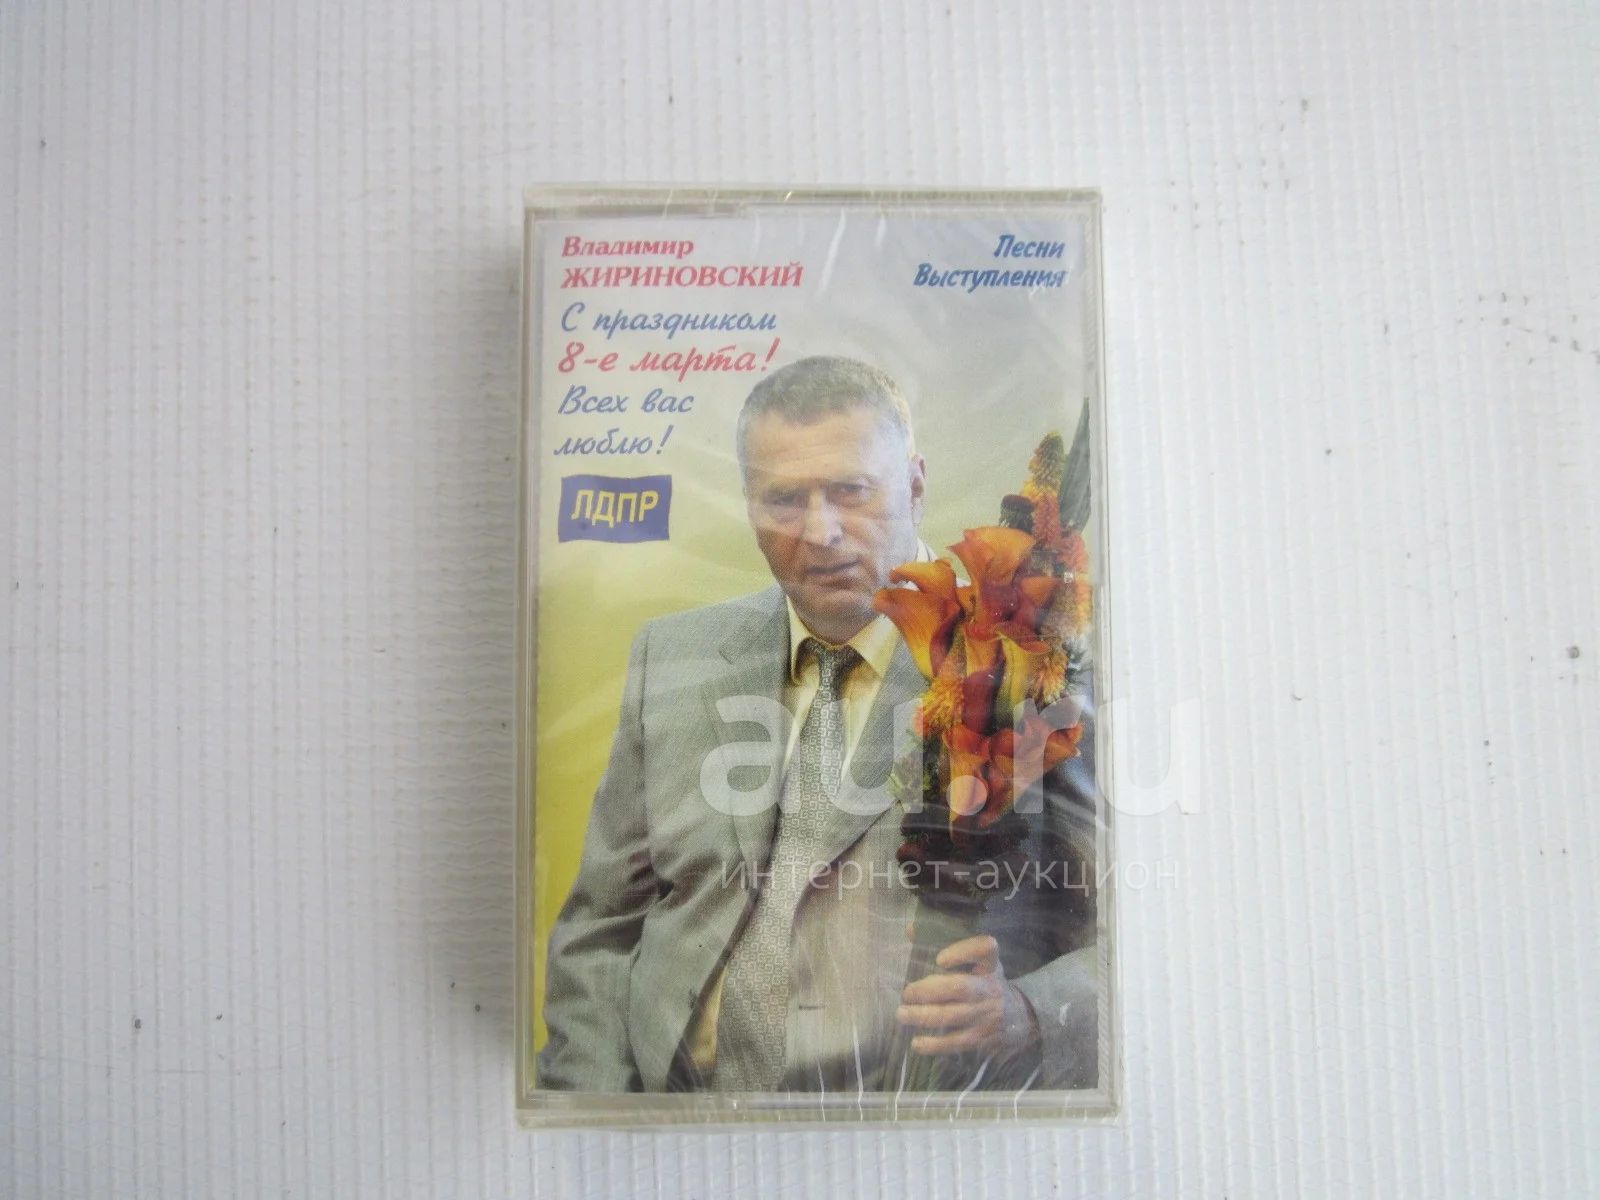 Владимир
ЖИРИНОВСКИЙ
Песни
Выступления
С праздником
8-е марта!
Всех вас
люблю!
ЛДПР
au.ru
интернет-аукцион